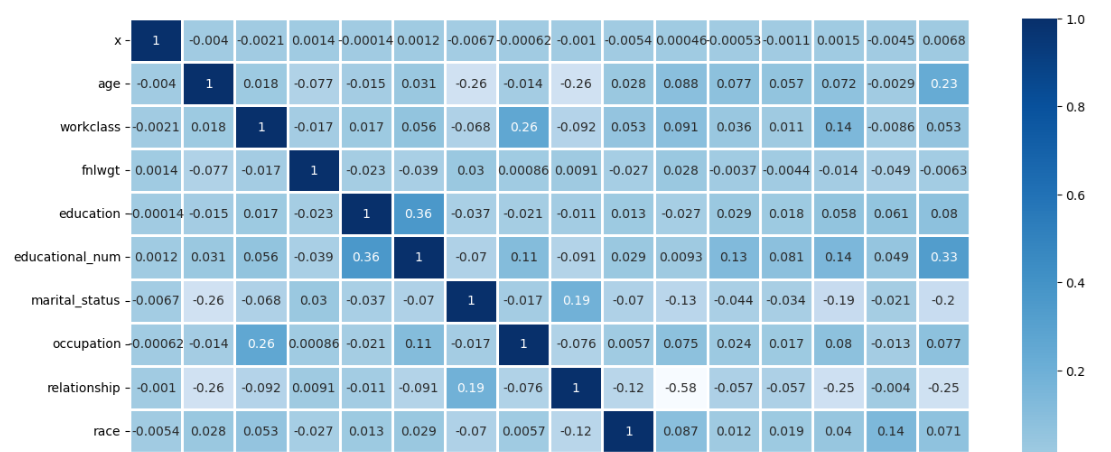 1.0
x 1 -0.004 -0.0021 0.0014 -0.00014 0.0012 -0.0067 -0.00062 -0.001 -0.0054 0.00046 -0.00053 -0.0011 0.0015 -0.0045 0.0068
age -0.004 1 0.018 -0.077 -0.015 0.031 -0.26 -0.014 -0.26 0.028 0.088 0.077 0.057 0.072 -0.0029 0.23
0.8
workclass -0.0021 0.018 1 -0.017 0.017 0.056 -0.068 0.26 -0.092 0.053 0.091 0.036 0.011 0.14 -0.0086 0.053
fnlwgt 0.0014 -0.077 -0.017 1 -0.023 -0.039 0.03 0.00086 0.0091 -0.027 0.028 -0.0037 -0.0044 -0.014 -0.049 -0.0063
0.6
education -0.00014 -0.015 0.017 -0.023 1 0.36 -0.037 -0.021 -0.011 0.013 -0.027 0.029 0.018 0.058 0.061 0.08
educational_num 0.0012 0.031 0.056 -0.039 0.36 1 -0.07 0.11 -0.091 0.029 0.0093 0.13 0.081 0.14 0.049 0.33
0.4
marital_status -0.0067 -0.26 -0.068 0.03 -0.037 -0.07 1 -0.017 0.19 -0.07 -0.13 -0.044 -0.034 -0.19 -0.021 -0.2
occupation -0.00062 -0.014 0.26 0.00086 -0.021 0.11 -0.017 1 -0.076 0.0057 0.075 0.024 0.017 0.08 -0.013 0.077
0.2
relationship -0.001 -0.26 -0.092 0.0091 -0.011 -0.091 0.19 -0.076 1 -0.12 -0.58 -0.057 -0.057 -0.25 -0.004 -0.25
race -0.0054 0.028 0.053 -0.027 0.013 0.029 -0.07 0.0057 -0.12 1 0.087 0.012 0.019 0.04 0.14 0.071